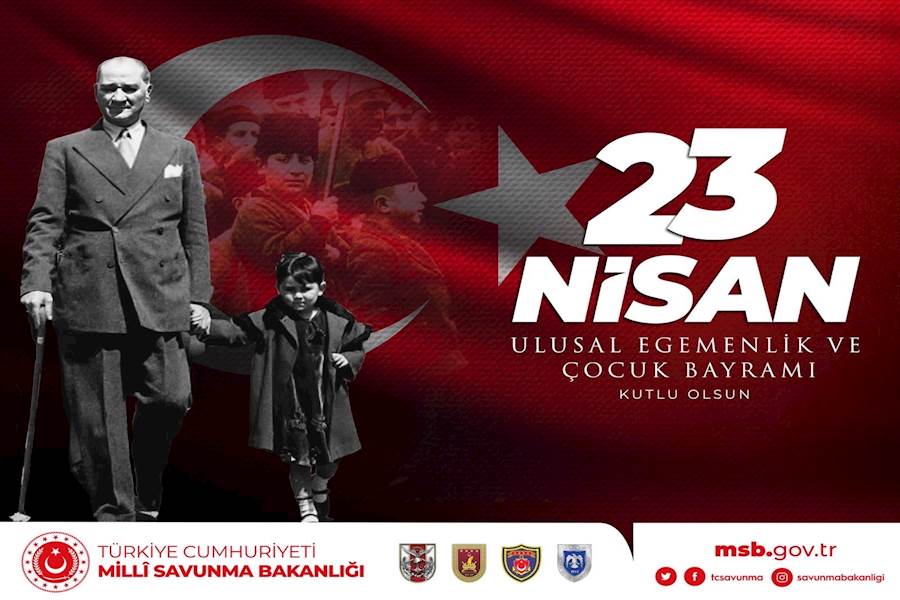 23
NİSAN
ULUSAL EGEMENLİK VE
ÇOCUK BAYRAMI
KUTLU OLSUN
TÜRKİYE CUMHURİYETİ
MİLLÎ SAVUNMA BAKANLIĞI
msb.gov.tr
tcsavunma
savunmabakanligi